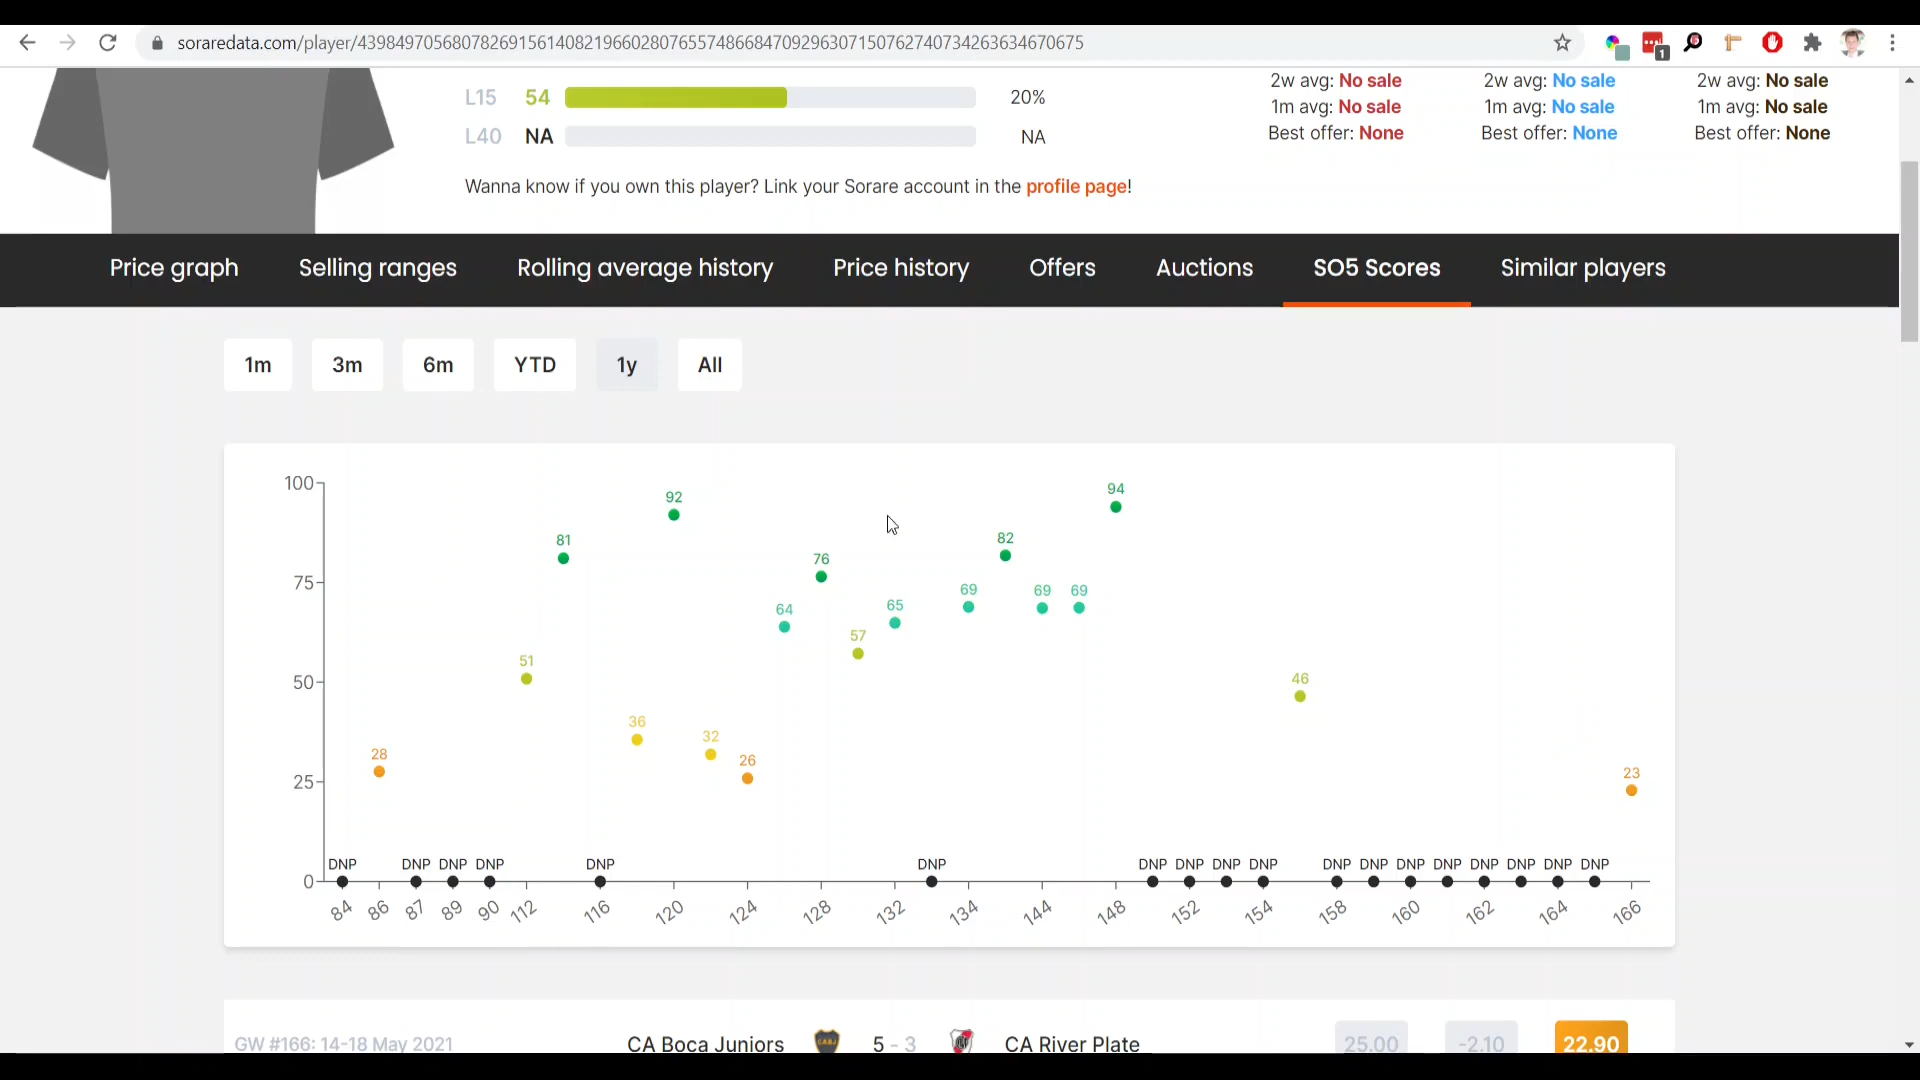 soraredata.com/player/43984970568078269156140821966028076557486684709296307150762740734263634670675
1
L15 54 20%
L40 NA NA
2w avg: No sale 2w avg: No sale 2w avg: No sale
1m avg: No sale 1m avg: No sale 1m avg: No sale
Best offer: None Best offer: None Best offer: None
Wanna know if you own this player? Link your Sorare account in the profile page!
Price graph Selling ranges Rolling average history Price history Offers Auctions SO5 Scores Similar players
1m 3m 6m YTD 1y All
100
75
50
25
0
28 51 81 36 92 32 26 64 76 57 65 69 82 69 69 94 46 23
DNP DNP DNP DNP DNP DNP DNP DNP DNP DNP DNP DNP DNP DNP DNP DNP DNP DNP
84 86 87 89 90 112 116 120 124 128 132 134 144 148 152 154 158 160 162 164 166
GW #166: 14-18 May 2021 CA Boca Juniors CABJ 5 - 3 CA River Plate 25.00 -2.10 22.90